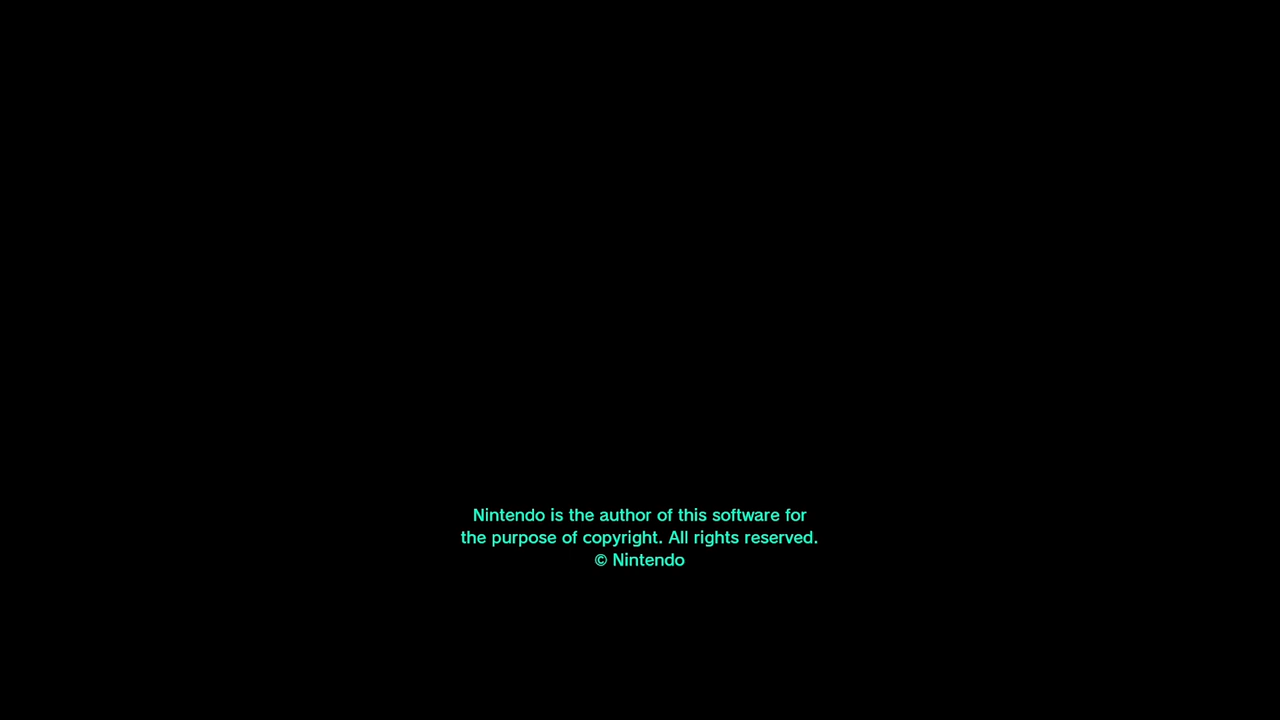 Nintendo is the author of this software for
the purpose of copyright. All rights reserved.
© Nintendo